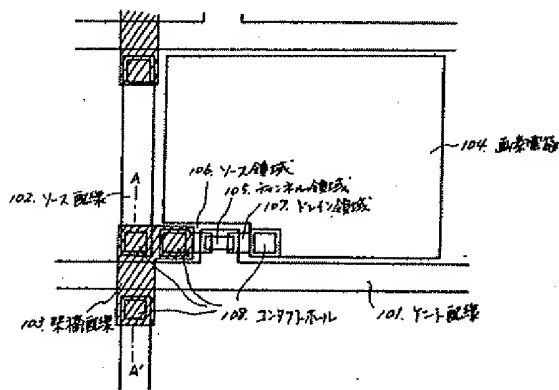 104. 画素電極
106. ソース領域
102. ソース配線
A
105. チャンネル領域
107. ドレイン領域
103. 架橋配線
108. コンタクトホール
101. ゲート配線
A'